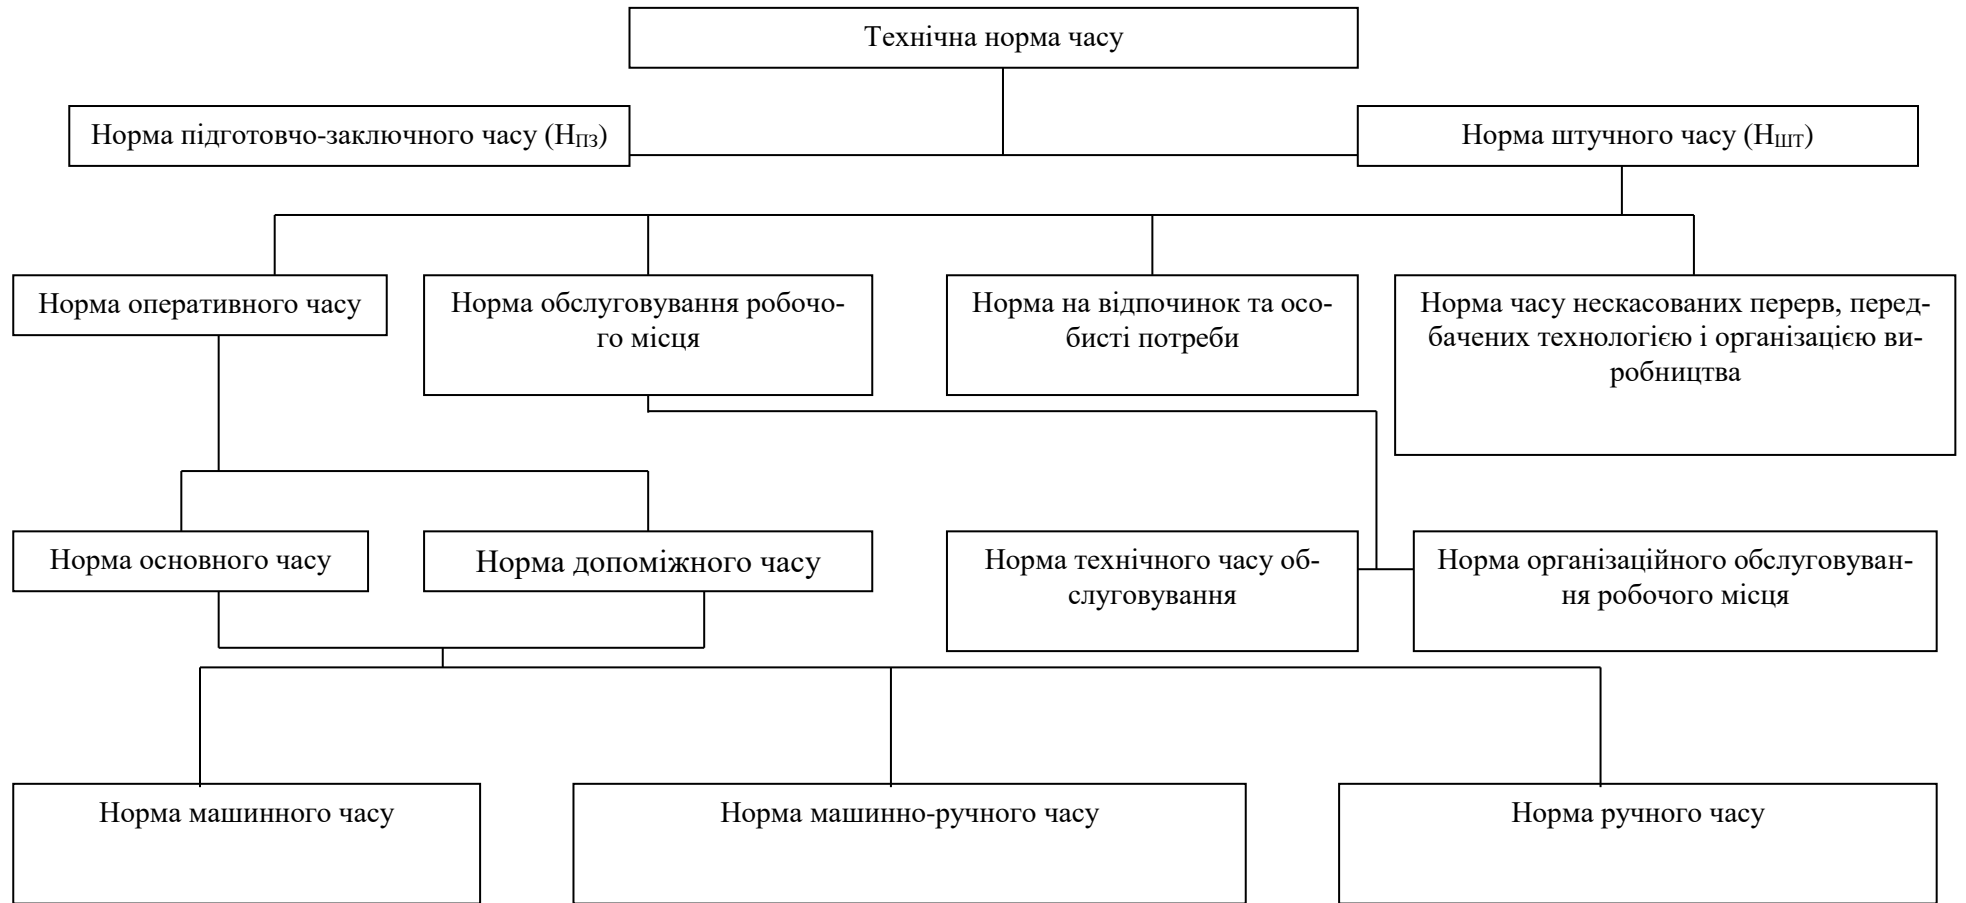 Технічна норма часу
Норма підготовчо-заключного часу (НПЗ)
Норма штучного часу (НШТ)
Норма оперативного часу
Норма обслуговування робочо-
го місця
Норма на відпочинок та осо-
бисті потреби
Норма часу нескасованих перерв, перед-
бачених технологією і організацією ви-
робництва
Норма основного часу
Норма допоміжного часу
Норма технічного часу об-
слуговування
Норма організаційного обслуговуван-
ня робочого місця
Норма машинного часу
Норма машинно-ручного часу
Норма ручного часу